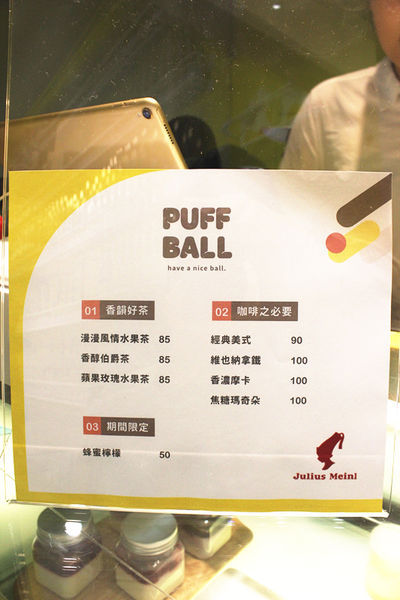 PUFF
BALL
have a nice ball.
01 香韻好茶
漫漫風情水果茶 85
香醇伯爵茶 85
蘋果玫瑰水果茶 85
02 咖啡之必要
經典美式 90
維也納拿鐵 100
香濃摩卡 100
焦糖瑪奇朵 100
03 期間限定
蜂蜜檸檬 50
Julius Meinl